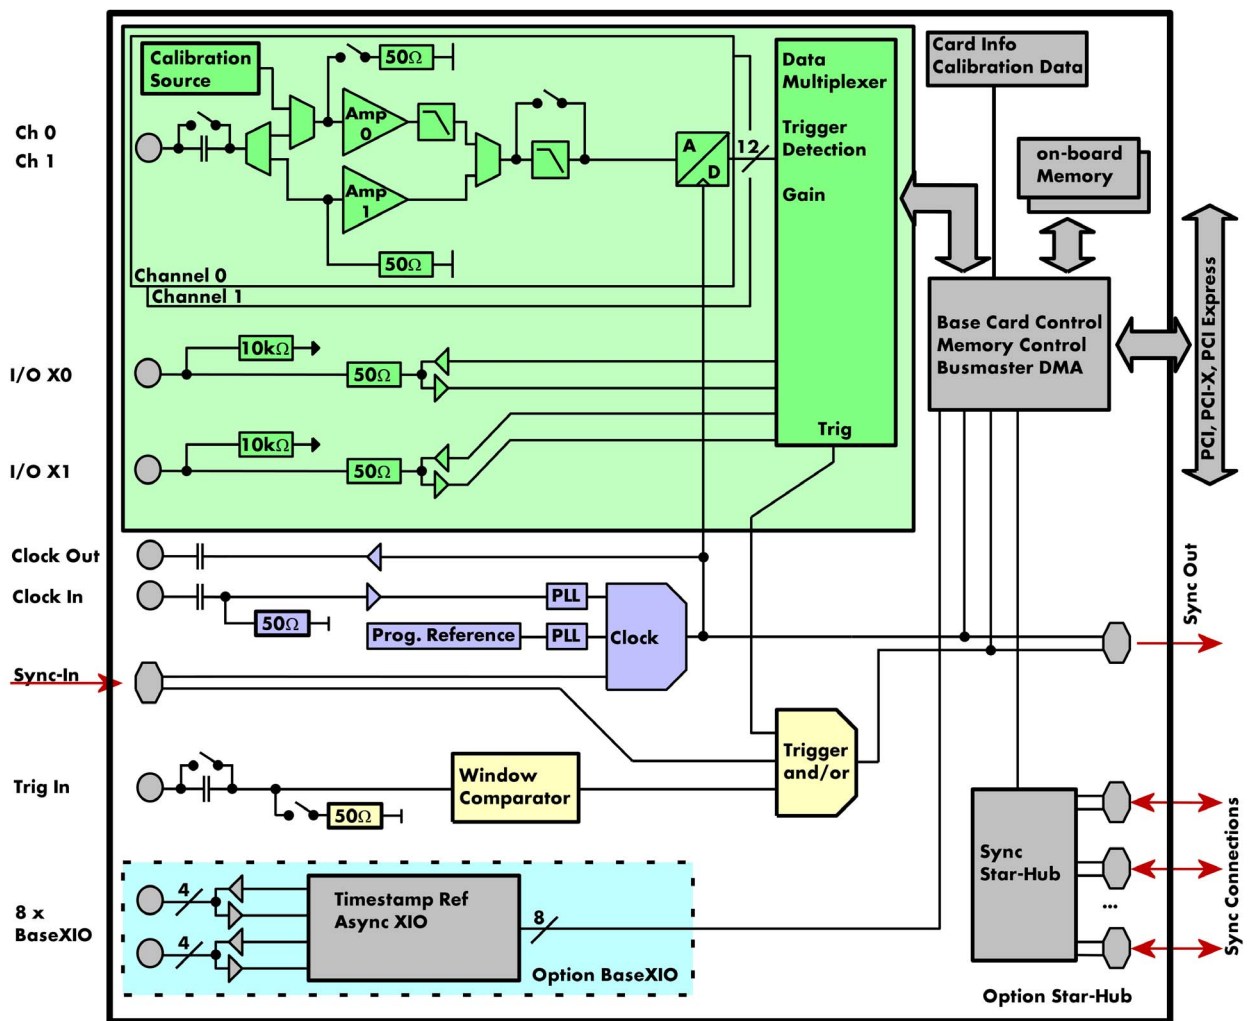 Calibration
Source
50Ω
Amp
0
Amp
1
50Ω
A
D
12
Channel 0
Channel 1
Ch 0
Ch 1
Data
Multiplexer
Trigger
Detection
Gain
Trig
Card Info
Calibration Data
on-board
Memory
Base Card Control
Memory Control
Busmaster DMA
PCI, PCI-X, PCI Express
I/O X0
10kΩ
50Ω
I/O X1
10kΩ
50Ω
Clock Out
Clock In
50Ω
PLL
Prog. Reference
PLL
Clock
Sync Out
Sync-In
Trig In
50Ω
Window
Comparator
Trigger
and/or
8 x
BaseXIO
4
4
Timestamp Ref
Async XIO
8
Option BaseXIO
Sync
Star-Hub
...
Sync Connections
Option Star-Hub